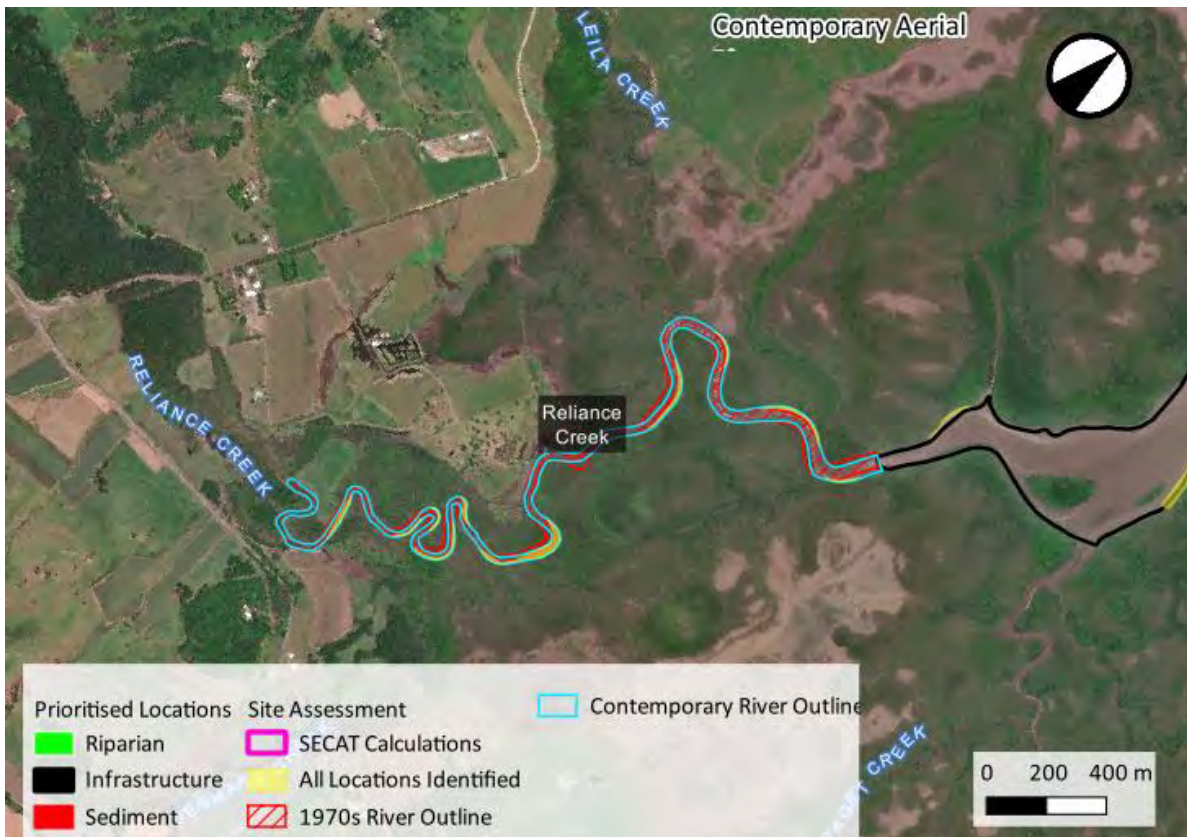 Contemporary Aerial
LEILA CREEK
RELIANCE CREEK
Reliance
Creek
Prioritised Locations
Riparian
Infrastructure
Sediment
Site Assessment
SECAT Calculations
All Locations Identified
1970s River Outline
Contemporary River Outline
CREEK
0 200 400 m